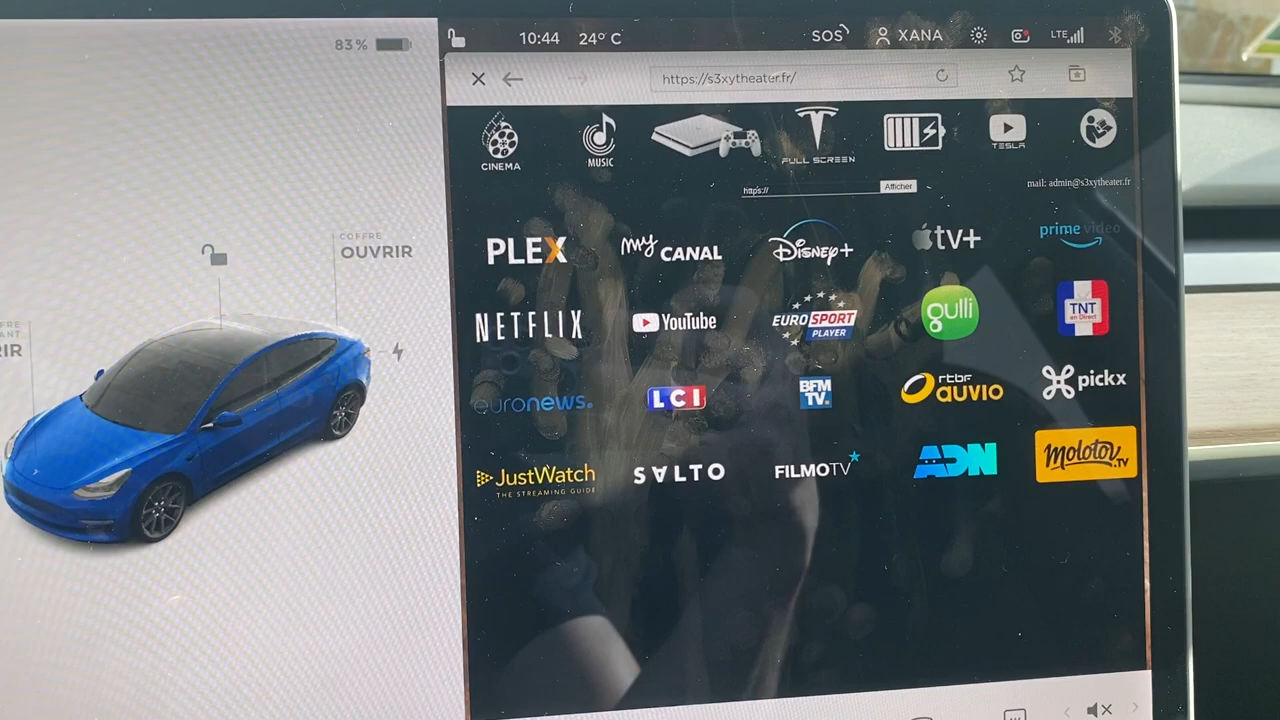 83%
10:44 24° C
SOS
XANA
LTE
https://s3xytheater.fr/
CINEMA
MUSIC
FULL SCREEN
TESLA
https://
Afficher
mail: admin@s3xytheater.fr
COFFRE
OUVRIR
PLEX
my CANAL
Disney+
tv+
prime video
NETFLIX
YouTube
EUROSPORT
PLAYER
gulli
TNT
en Direct
euronews.
LCI
BFM
TV.
rtbf
auvio
pickx
JustWatch
THE STREAMING GUIDE
SALTO
FILMOTV
ADN
MOLOTOV.TV